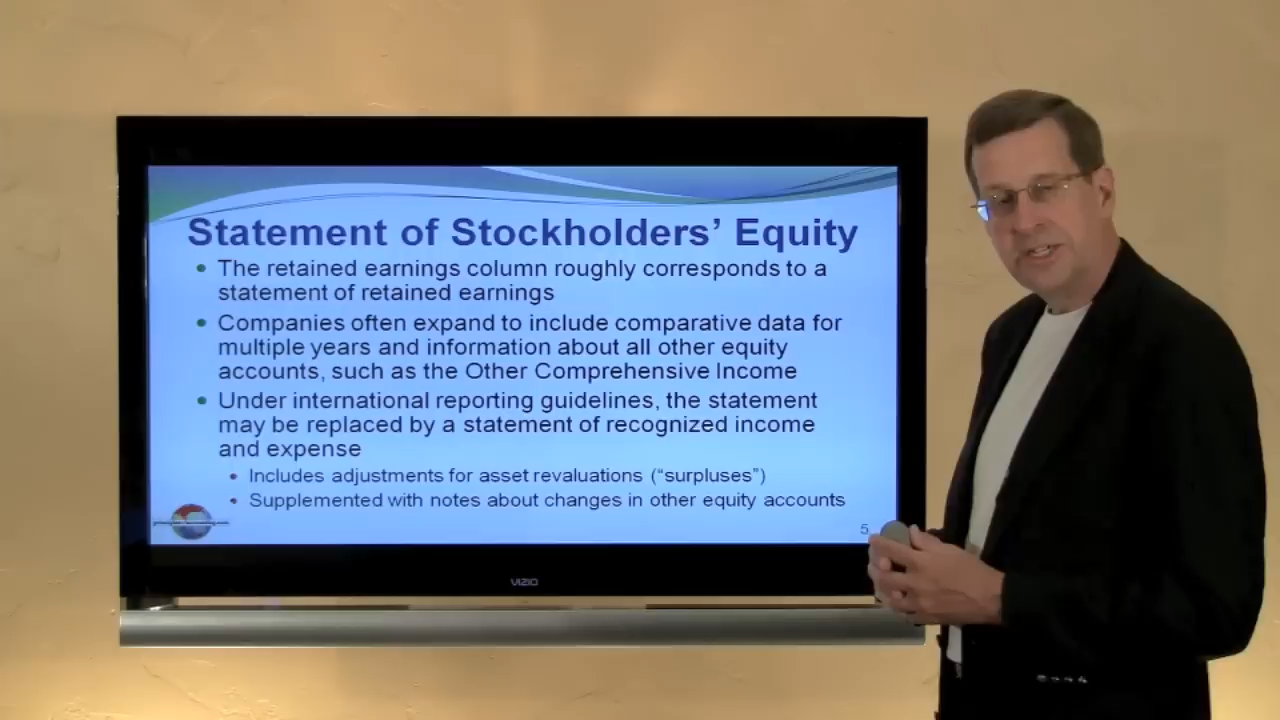 Statement of Stockholders’ Equity
• The retained earnings column roughly corresponds to a
statement of retained earnings
• Companies often expand to include comparative data for
multiple years and information about all other equity
accounts, such as the Other Comprehensive Income
• Under international reporting guidelines, the statement
may be replaced by a statement of recognized income
and expense
• Includes adjustments for asset revaluations (“surpluses”)
• Supplemented with notes about changes in other equity accounts
5
VIZIO